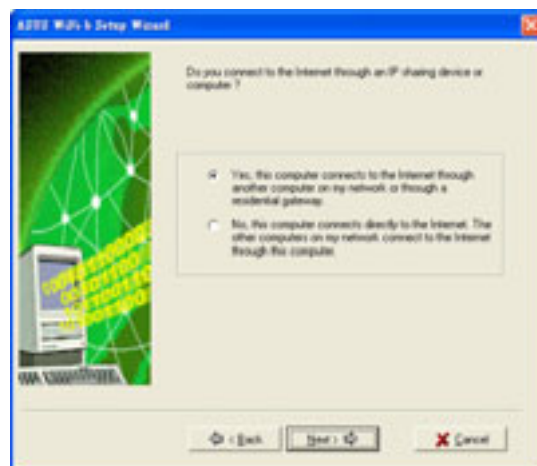 ASUS WiFi-b Setup Wizard
Do you connect to the Internet through an IP sharing device or
computer ?
Yes, this computer connects to the Internet through
another computer on my network or through a
residential gateway.
No, this computer connects directly to the Internet. The
other computers on my network connect to the Internet
through this computer.
< Back
Next >
Cancel